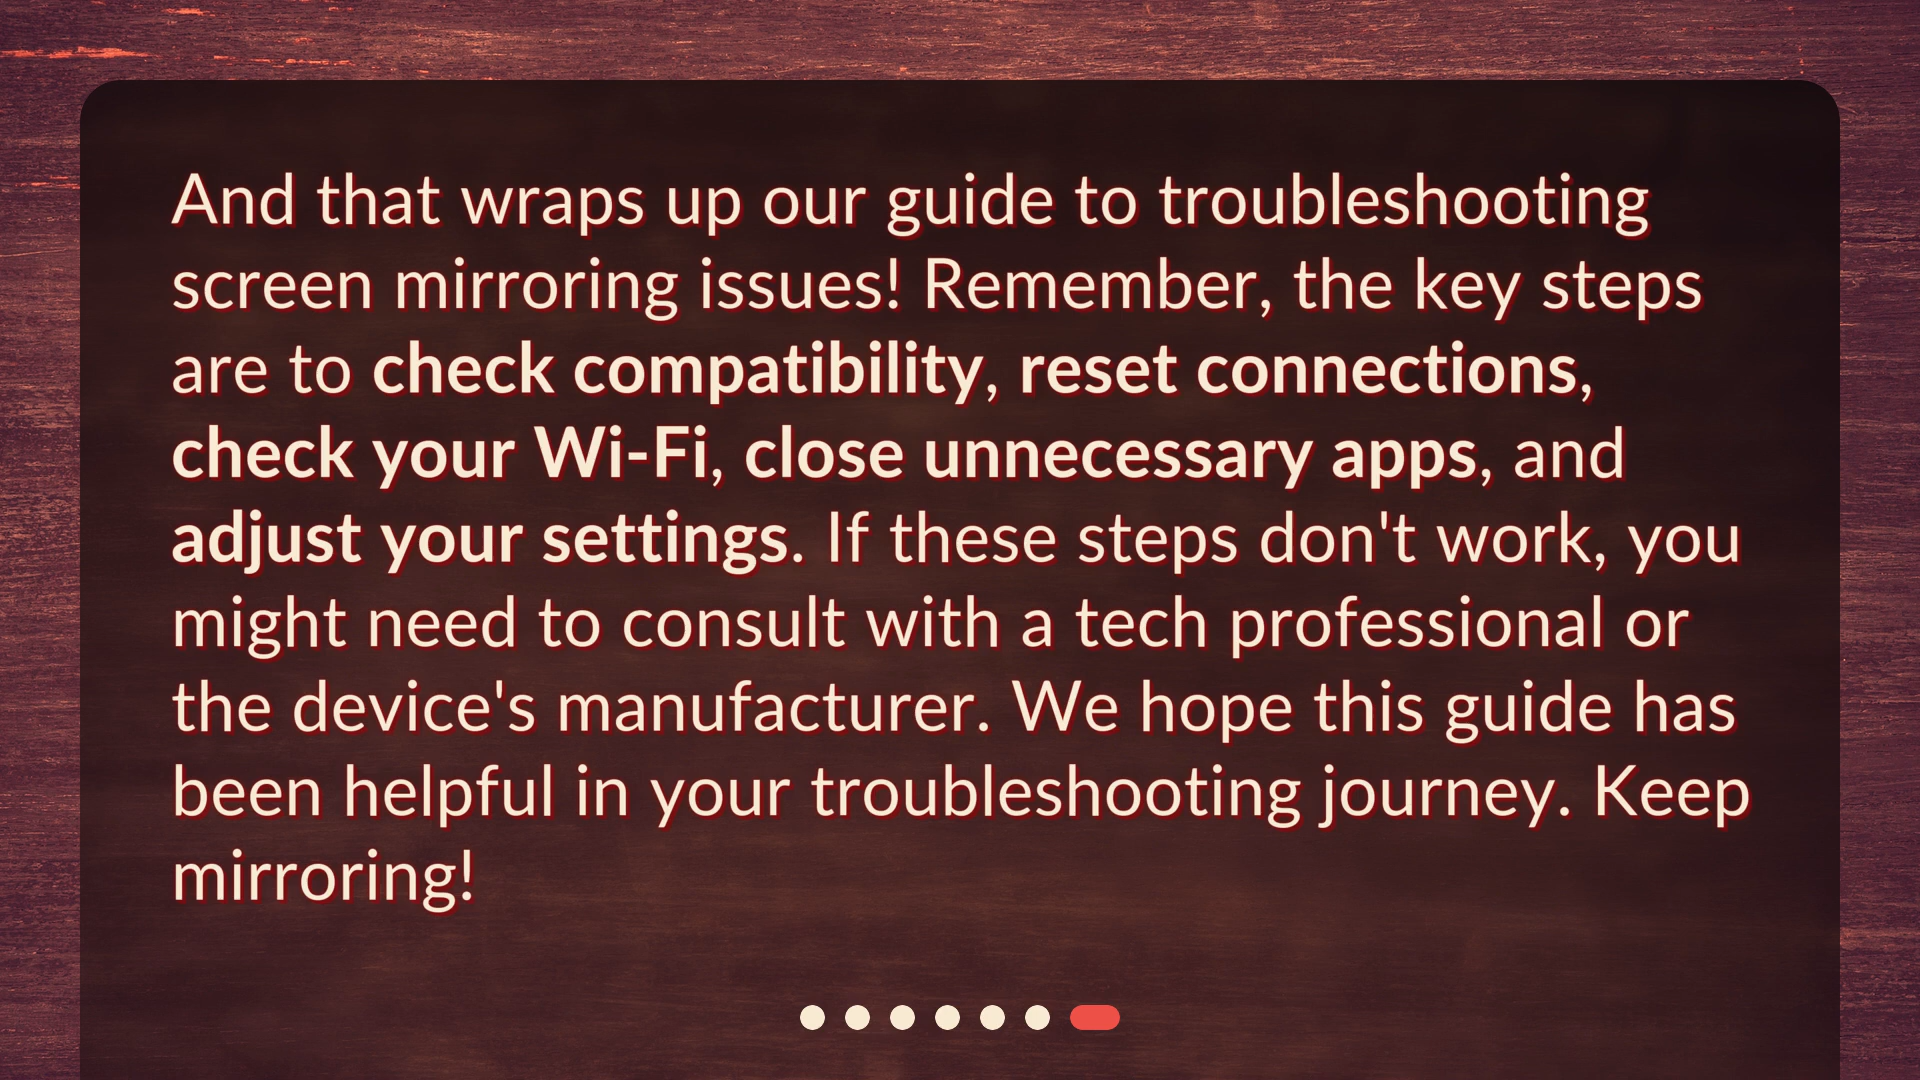 And that wraps up our guide to troubleshooting
screen mirroring issues! Remember, the key steps
are to check compatibility, reset connections,
check your Wi-Fi, close unnecessary apps, and
adjust your settings. If these steps don't work, you
might need to consult with a tech professional or
the device's manufacturer. We hope this guide has
been helpful in your troubleshooting journey. Keep
mirroring!